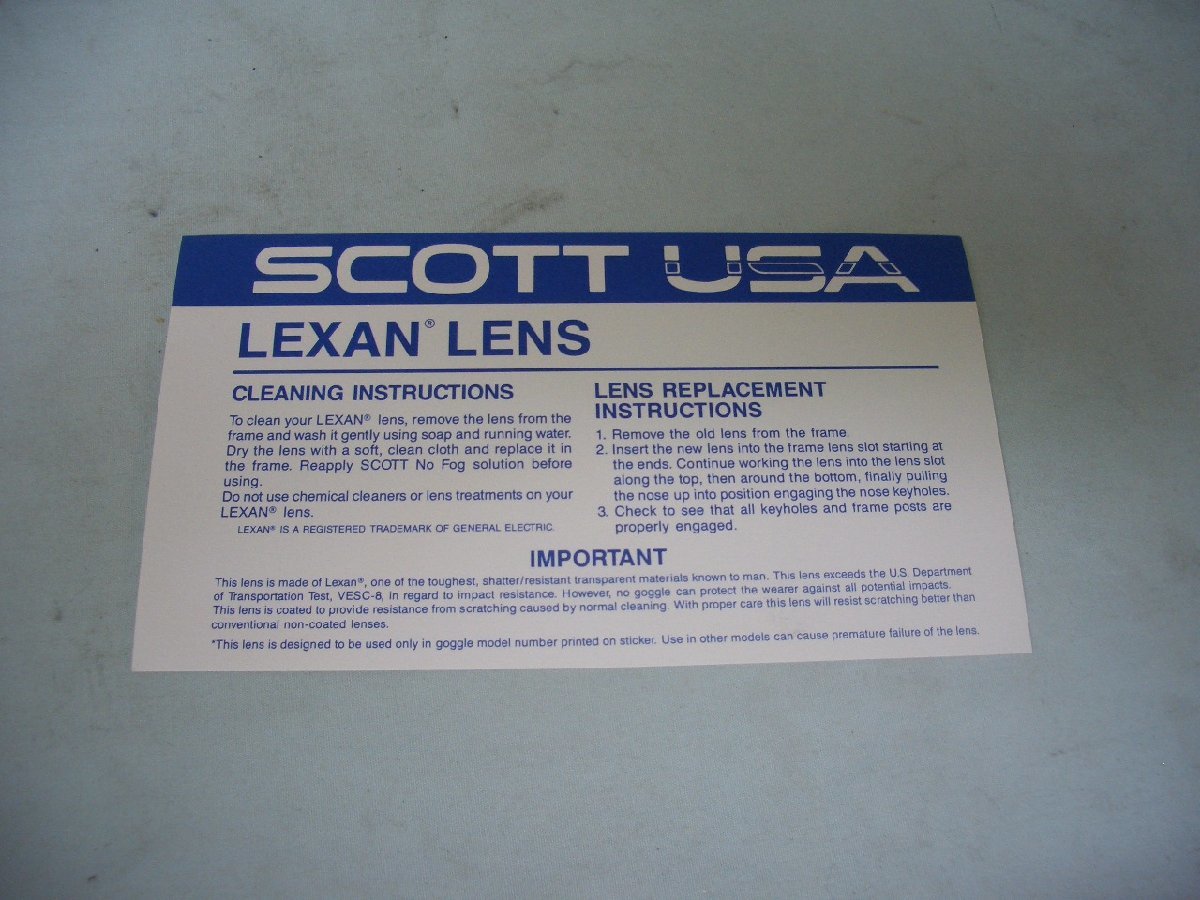 SCOTT USA
LEXAN® LENS
CLEANING INSTRUCTIONS
To clean your LEXAN® lens, remove the lens from the
frame and wash it gently using soap and running water.
Dry the lens with a soft, clean cloth and replace it in
the frame. Reapply SCOTT No Fog solution before
using.
Do not use chemical cleaners or lens treatments on your
LEXAN® lens.
LEXAN® IS A REGISTERED TRADEMARK OF GENERAL ELECTRIC.
LENS REPLACEMENT
INSTRUCTIONS
1. Remove the old lens from the frame.
2. Insert the new lens into the frame lens slot starting at
the ends. Continue working the lens into the lens slot
along the top, then around the bottom, finally pulling
the nose up into position engaging the nose keyholes.
3. Check to see that all keyholes and frame posts are
properly engaged.
IMPORTANT
This lens is made of Lexan®, one of the toughest, shatter/resistant transparent materials known to man. This lens exceeds the U.S. Department
of Transportation Test, VESC-8, in regard to impact resistance. However, no goggle can protect the wearer against all potential impacts.
This lens is coated to provide resistance from scratching caused by normal cleaning. With proper care this lens will resist scratching better than
conventional non-coated lenses.
*This lens is designed to be used only in goggle model number printed on sticker. Use in other models can cause premature failure of the lens.